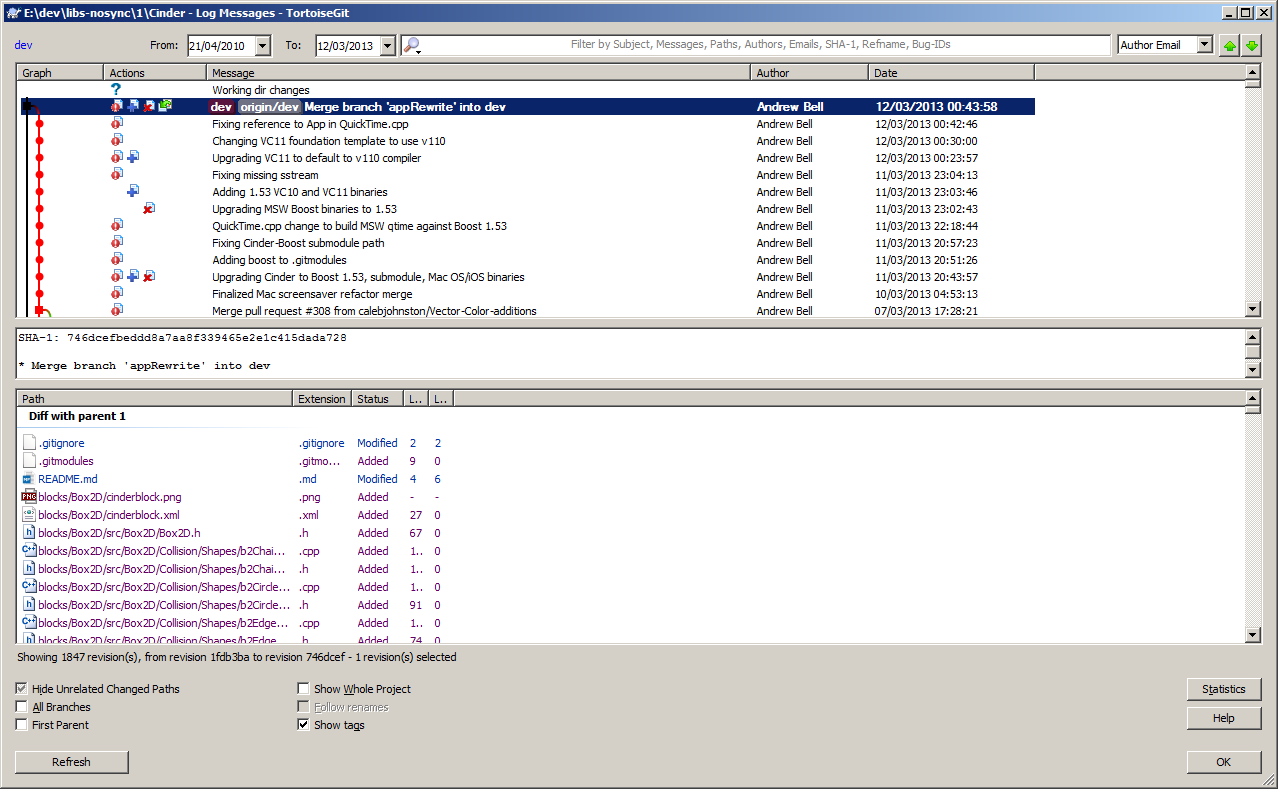 E:\dev\libs-nosync\1\Cinder - Log Messages - TortoiseGit
dev From: 21/04/2010 To: 12/03/2013 Filter by Subject, Messages, Paths, Authors, Emails, SHA-1, Refname, Bug-IDs Author Email
Graph Actions Message Author Date
Working dir changes
dev origin/dev Merge branch 'appRewrite' into dev Andrew Bell 12/03/2013 00:43:58
Fixing reference to App in QuickTime.cpp Andrew Bell 12/03/2013 00:42:46
Changing VC11 foundation template to use v110 Andrew Bell 12/03/2013 00:30:00
Upgrading VC11 to default to v110 compiler Andrew Bell 12/03/2013 00:23:57
Fixing missing sstream Andrew Bell 11/03/2013 23:04:13
Adding 1.53 VC10 and VC11 binaries Andrew Bell 11/03/2013 23:03:46
Upgrading MSW Boost binaries to 1.53 Andrew Bell 11/03/2013 23:02:43
QuickTime.cpp change to build MSW qtime against Boost 1.53 Andrew Bell 11/03/2013 22:18:44
Fixing Cinder-Boost submodule path Andrew Bell 11/03/2013 20:57:23
Adding boost to .gitmodules Andrew Bell 11/03/2013 20:51:26
Upgrading Cinder to Boost 1.53, submodule, Mac OS/iOS binaries Andrew Bell 11/03/2013 20:43:57
Finalized Mac screensaver refactor merge Andrew Bell 10/03/2013 04:53:13
Merge pull request #308 from calebjohnston/Vector-Color-additions Andrew Bell 07/03/2013 17:28:21
SHA-1: 746dcefbeddd8a7aa8f339465e2e1c415dada728
* Merge branch 'appRewrite' into dev
Path Extension Status L.. L..
Diff with parent 1
.gitignore .gitignore Modified 2 2
.gitmodules .gitmo... Added 9 0
README.md .md Modified 4 6
blocks/Box2D/cinderblock.png .png Added - -
blocks/Box2D/cinderblock.xml .xml Added 27 0
blocks/Box2D/src/Box2D/Box2D.h .h Added 67 0
blocks/Box2D/src/Box2D/Collision/Shapes/b2Chai... .cpp Added 1.. 0
blocks/Box2D/src/Box2D/Collision/Shapes/b2Chai... .h Added 1.. 0
blocks/Box2D/src/Box2D/Collision/Shapes/b2Circle... .cpp Added 1.. 0
blocks/Box2D/src/Box2D/Collision/Shapes/b2Circle... .h Added 91 0
blocks/Box2D/src/Box2D/Collision/Shapes/b2Edge... .cpp Added 1.. 0
blocks/Box2D/src/Box2D/Collision/Shapes/b2Edge... .h Added 74 0
Showing 1847 revision(s), from revision 1fdb3ba to revision 746dcef - 1 revision(s) selected
Hide Unrelated Changed Paths Show Whole Project Statistics
All Branches Follow renames Help
First Parent Show tags
Refresh OK